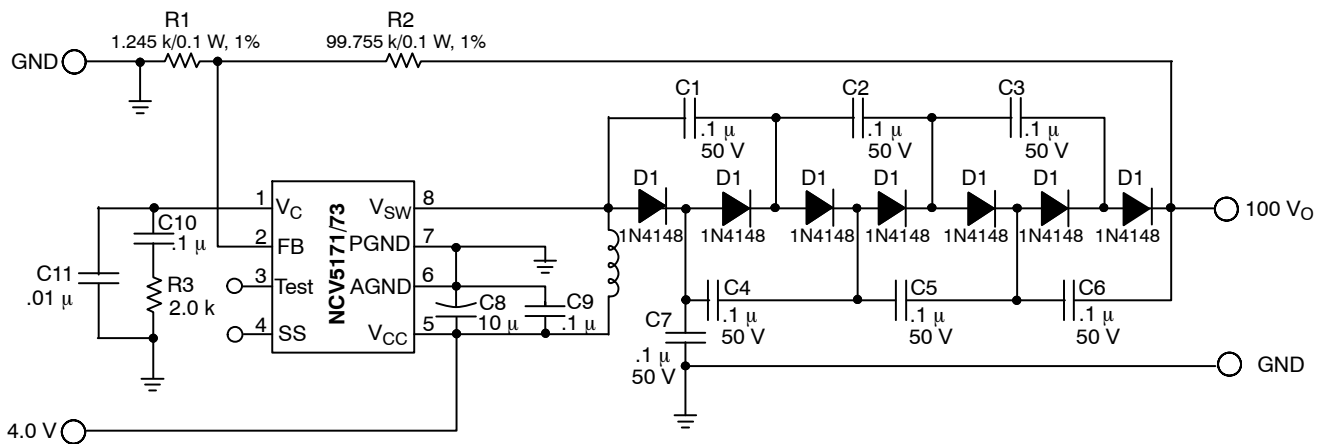 R1
1.245 k/0.1 W, 1%
R2
99.755 k/0.1 W, 1%
GND
C1
.1 μ
50 V
C2
.1 μ
50 V
C3
.1 μ
50 V
D1
1N4148
D1
1N4148
D1
1N4148
D1
1N4148
D1
1N4148
D1
1N4148
D1
1N4148
100 VO
1
VC
2
FB
3
Test
4
SS
NCV5171/73
VSW
8
PGND
7
AGND
6
VCC
5
C10
.1 μ
C11
.01 μ
R3
2.0 k
C8
10 μ
C9
.1 μ
C4
.1 μ
50 V
C5
.1 μ
50 V
C6
.1 μ
50 V
C7
.1 μ
50 V
GND
4.0 V